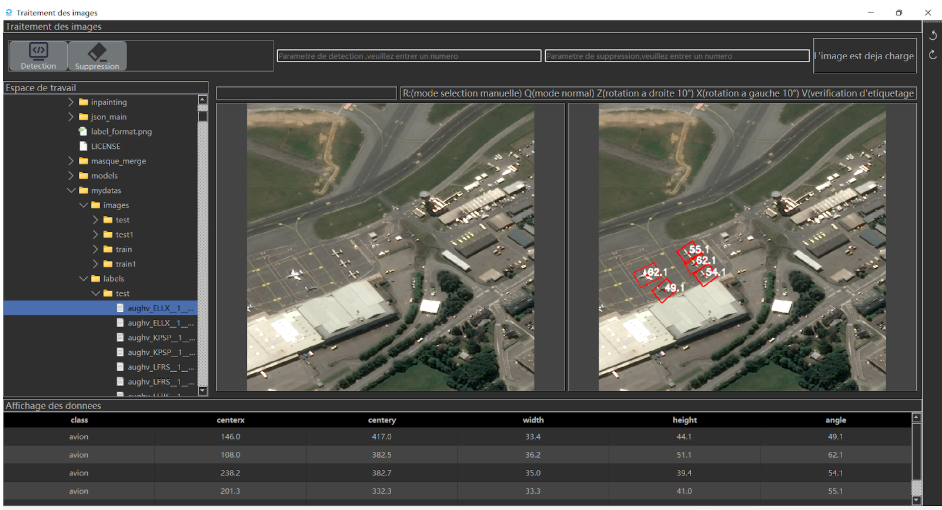 Traitement des images
Traitement des images
Detection
Suppression
Parametre de detection ,veuillez entrer un numero
Parametre de suppression,veuillez entrer un numero
l'image est deja charge
Espace de travail
R:(mode selection manuelle) Q(mode normal) Z(rotation a droite 10°) X(rotation a gauche 10°) V(verification d'etiquetage
inpainting
json_main
label_format.png
LICENSE
masque_merge
models
mydatas
images
test
test1
train
train1
labels
test
aughv_ELLX__1__...
aughv_ELLX__1__...
aughv_KPSP__1__...
aughv_KPSP__1__...
aughv_LFRS__1__...
aughv_LFRS__1__...
55.1
62.1
62.1
54.1
49.1
Affichage des donnees
class centerx centery width height angle
avion 146.0 417.0 33.4 44.1 49.1
avion 108.0 382.5 36.2 51.1 62.1
avion 238.2 382.7 35.0 39.4 54.1
avion 201.3 332.3 33.3 41.0 55.1